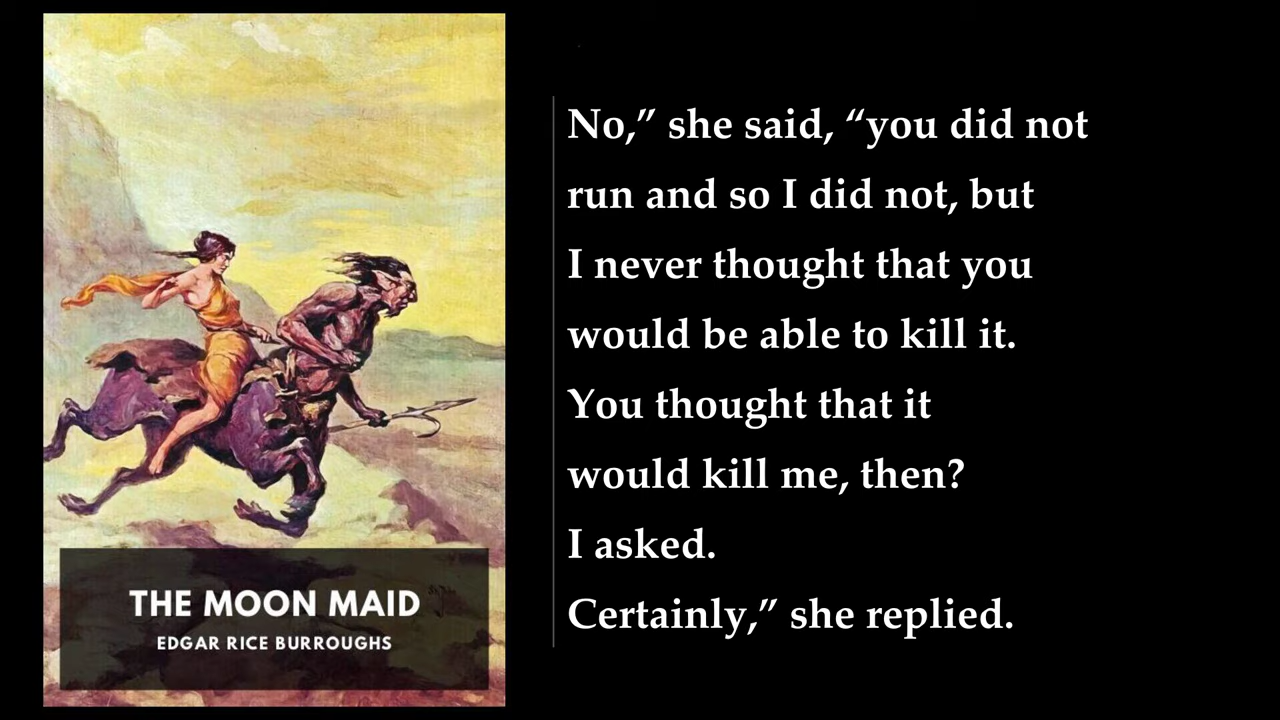 THE MOON MAID
EDGAR RICE BURROUGHS
No,” she said, “you did not
run and so I did not, but
I never thought that you
would be able to kill it.
You thought that it
would kill me, then?
I asked.
Certainly,” she replied.